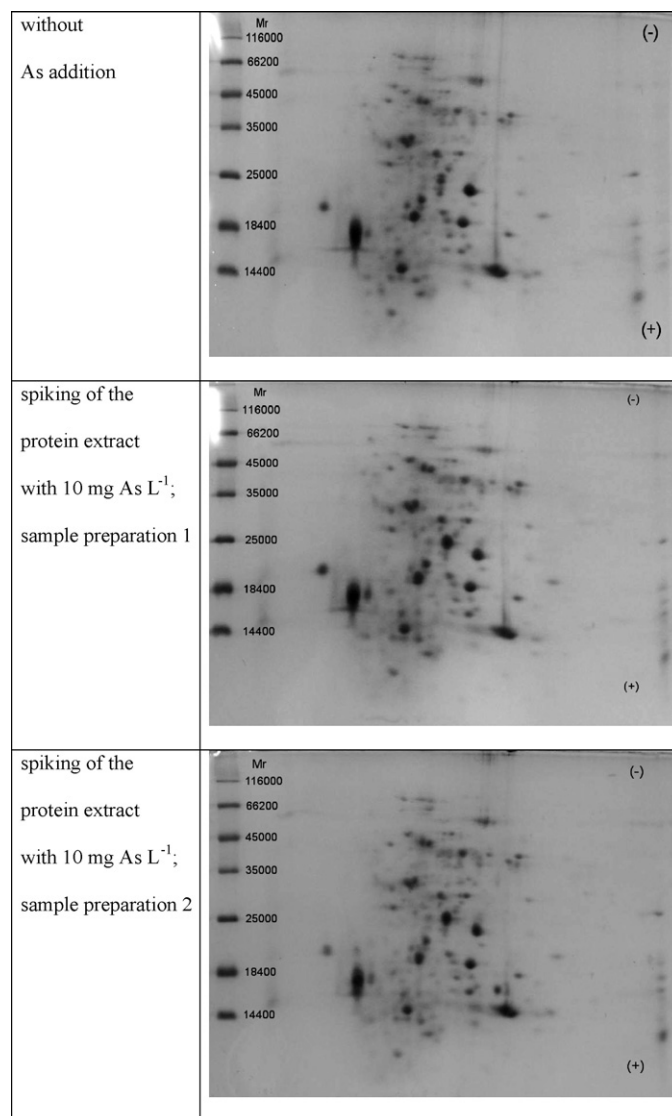 without
As addition
Mr
116000
66200
45000
35000
25000
18400
14400
(-)
(+)
spiking of the
protein extract
with 10 mg As L-1;
sample preparation 1
Mr
116000
66200
45000
35000
25000
18400
14400
(-)
(+)
spiking of the
protein extract
with 10 mg As L-1;
sample preparation 2
Mr
116000
66200
45000
35000
25000
18400
14400
(-)
(+)